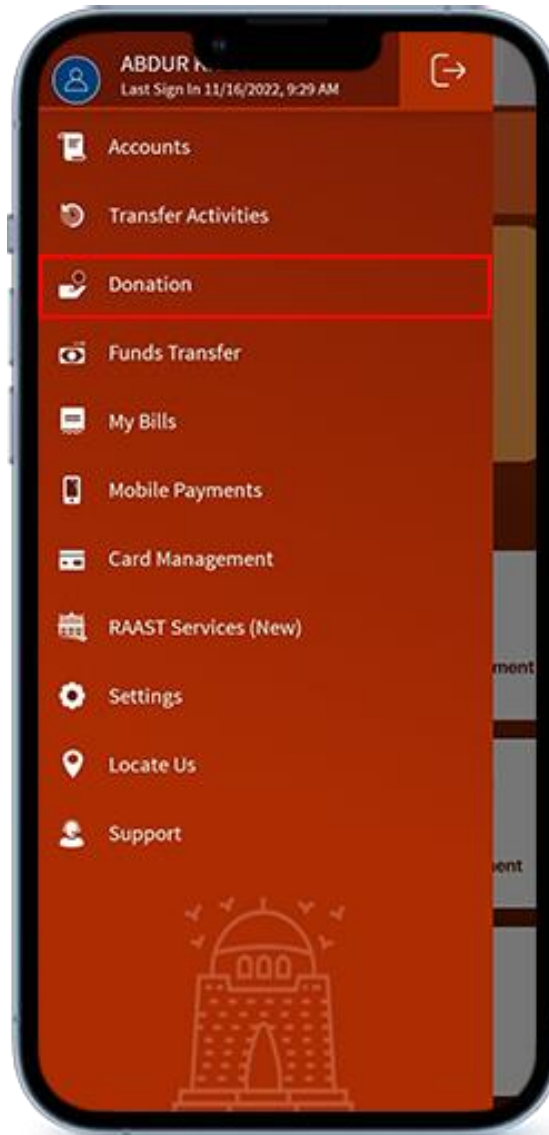 ABDUR
Last Sign In 11/16/2022, 9:29 AM
Accounts
Transfer Activities
Donation
Funds Transfer
My Bills
Mobile Payments
Card Management
RAAST Services (New)
Settings
Locate Us
Support